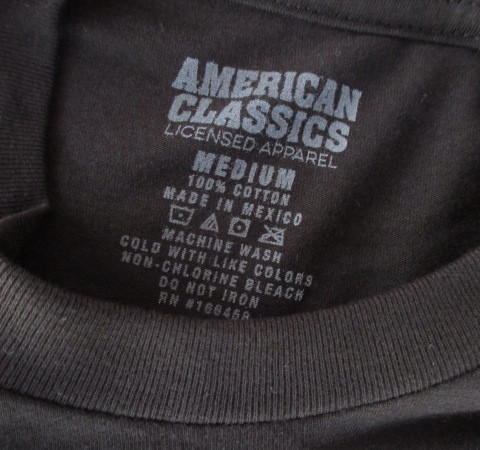 AMERICAN
CLASSICS
LICENSED APPAREL
MEDIUM
100% COTTON
MADE IN MEXICO
MACHINE WASH
COLD WITH LIKE COLORS
NON-CHLORINE BLEACH
DO NOT IRON
RN #